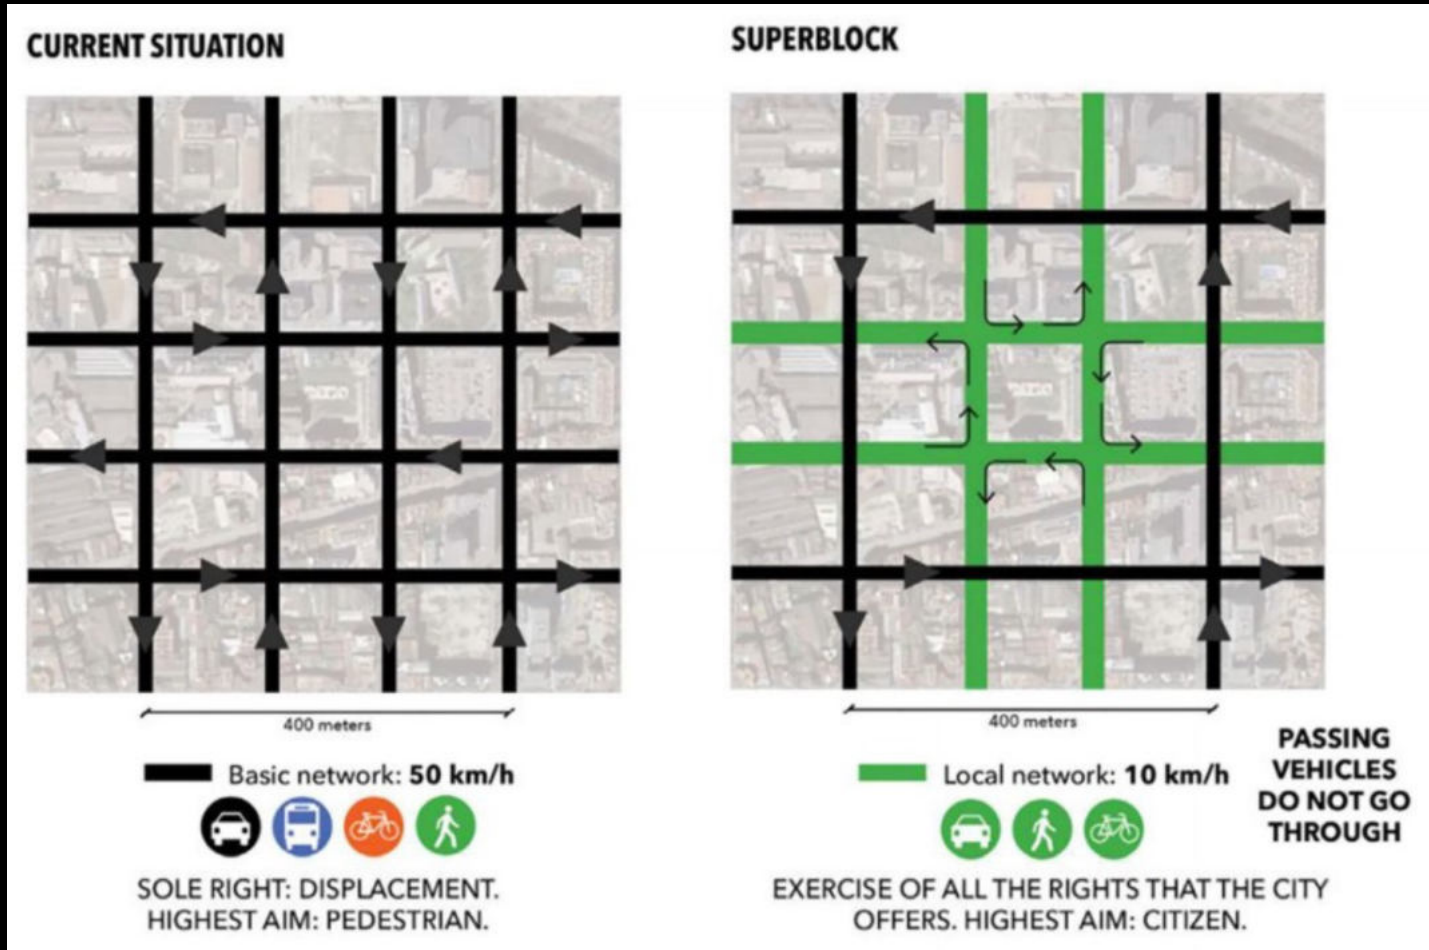 CURRENT SITUATION
400 meters
Basic network: 50 km/h
SOLE RIGHT: DISPLACEMENT.
HIGHEST AIM: PEDESTRIAN.
SUPERBLOCK
400 meters
Local network: 10 km/h
PASSING
VEHICLES
DO NOT GO
THROUGH
EXERCISE OF ALL THE RIGHTS THAT THE CITY
OFFERS. HIGHEST AIM: CITIZEN.